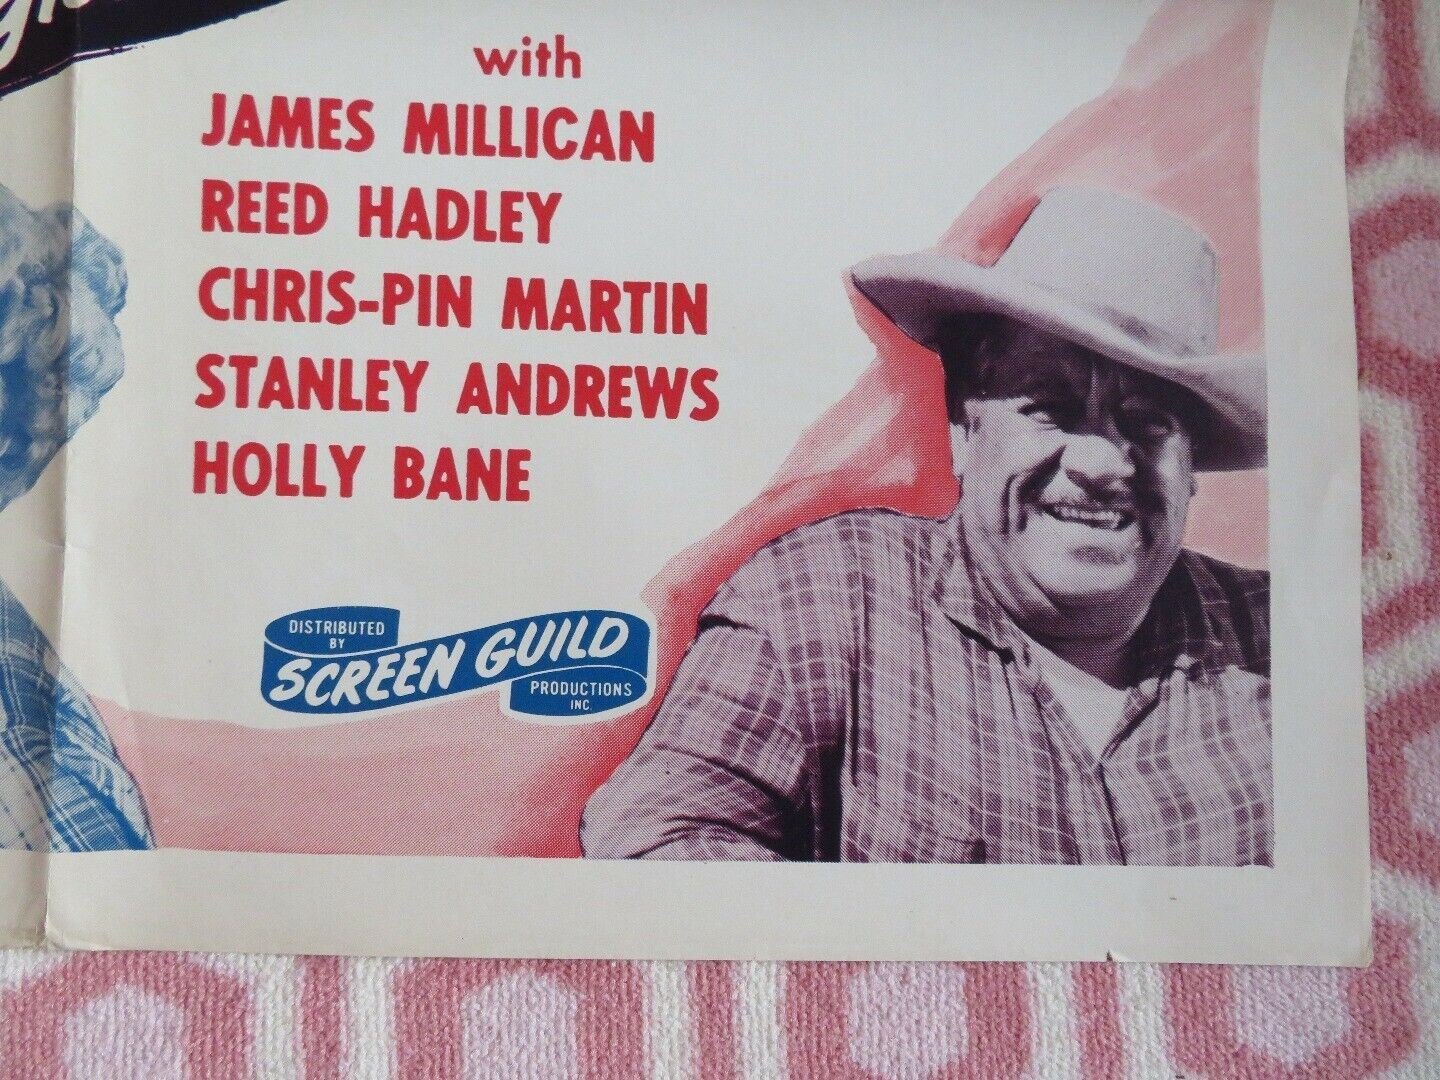 with
JAMES MILLICAN
REED HADLEY
CHRIS-PIN MARTIN
STANLEY ANDREWS
HOLLY BANE
DISTRIBUTED
BY
SCREEN GUILD
PRODUCTIONS
INC.